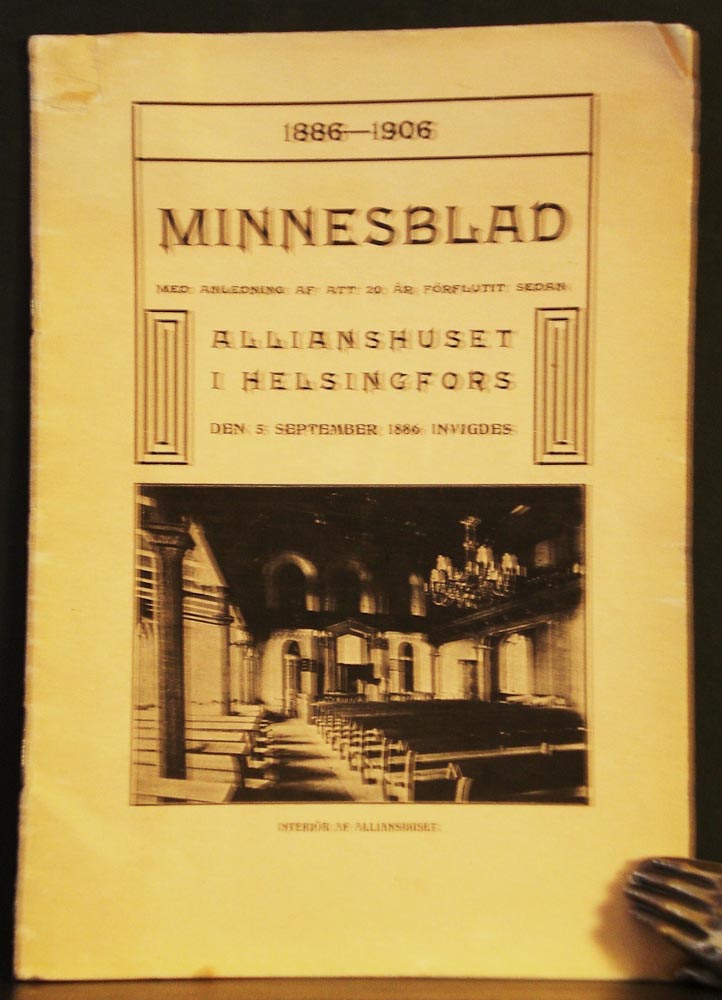 1886—1906
MINNESBLAD
MED ANLEDNING AF ATT 20 ÅR FÖRFLUTIT SEDAN
ALLIANSHUSET
I HELSINGFORS
DEN 5 SEPTEMBER 1886 INVIGDES
INTERIÖR AF ALLIANSHUSET.